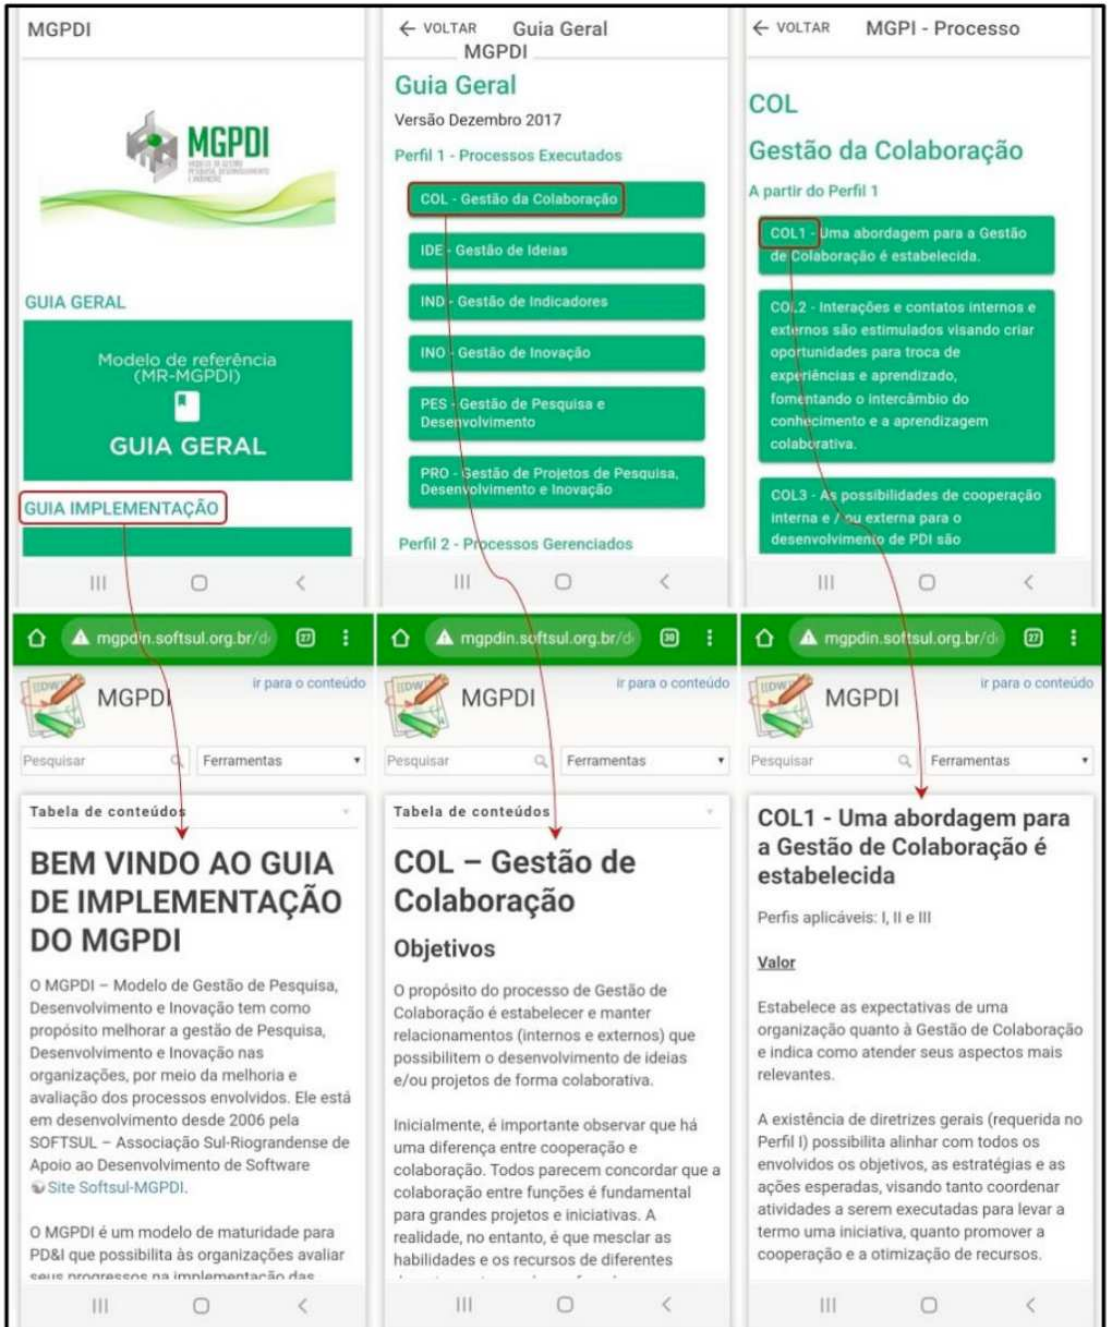 MGPDI
MGPDI
MODELO DE GESTÃO
PESQUISA, DESENVOLVIMENTO
E INOVAÇÃO
GUIA GERAL
Modelo de referência
(MR-MGPDI)
GUIA GERAL
GUIA IMPLEMENTAÇÃO
← VOLTAR Guia Geral
MGPDI
Guia Geral
Versão Dezembro 2017
Perfil 1 - Processos Executados
COL - Gestão da Colaboração
IDE - Gestão de Ideias
IND - Gestão de Indicadores
INO - Gestão de Inovação
PES - Gestão de Pesquisa e
Desenvolvimento
PRO - Gestão de Projetos de Pesquisa,
Desenvolvimento e Inovação
Perfil 2 - Processos Gerenciados
← VOLTAR MGPI - Processo
COL
Gestão da Colaboração
A partir do Perfil 1
COL1 - Uma abordagem para a Gestão
de Colaboração é estabelecida.
COL2 - Interações e contatos internos e
externos são estimulados visando criar
oportunidades para troca de
experiências e aprendizado,
fomentando o intercâmbio do
conhecimento e a aprendizagem
colaborativa.
COL3 - As possibilidades de cooperação
interna e / ou externa para o
desenvolvimento de PDI são
mgpdin.softsul.org.br/d 27
MGPDI
ir para o conteúdo
Pesquisar Ferramentas
Tabela de conteúdos
BEM VINDO AO GUIA
DE IMPLEMENTAÇÃO
DO MGPDI
O MGPDI – Modelo de Gestão de Pesquisa,
Desenvolvimento e Inovação tem como
propósito melhorar a gestão de Pesquisa,
Desenvolvimento e Inovação nas
organizações, por meio da melhoria e
avaliação dos processos envolvidos. Ele está
em desenvolvimento desde 2006 pela
SOFTSUL – Associação Sul-Riograndense de
Apoio ao Desenvolvimento de Software
Site Softsul-MGPDI.
O MGPDI é um modelo de maturidade para
PD&I que possibilita às organizações avaliar
seus progressos na implementação das
mgpdin.softsul.org.br/d 30
MGPDI
ir para o conteúdo
Pesquisar Ferramentas
Tabela de conteúdos
COL – Gestão de
Colaboração
Objetivos
O propósito do processo de Gestão de
Colaboração é estabelecer e manter
relacionamentos (internos e externos) que
possibilitem o desenvolvimento de ideias
e/ou projetos de forma colaborativa.
Inicialmente, é importante observar que há
uma diferença entre cooperação e
colaboração. Todos parecem concordar que a
colaboração entre funções é fundamental
para grandes projetos e iniciativas. A
realidade, no entanto, é que mesclar as
habilidades e os recursos de diferentes
mgpdin.softsul.org.br/d 27
MGPDI
ir para o conteúdo
Pesquisar Ferramentas
COL1 - Uma abordagem para
a Gestão de Colaboração é
estabelecida
Perfis aplicáveis: I, II e III
Valor
Estabelece as expectativas de uma
organização quanto à Gestão de Colaboração
e indica como atender seus aspectos mais
relevantes.
A existência de diretrizes gerais (requerida no
Perfil I) possibilita alinhar com todos os
envolvidos os objetivos, as estratégias e as
ações esperadas, visando tanto coordenar
atividades a serem executadas para levar a
termo uma iniciativa, quanto promover a
cooperação e a otimização de recursos.